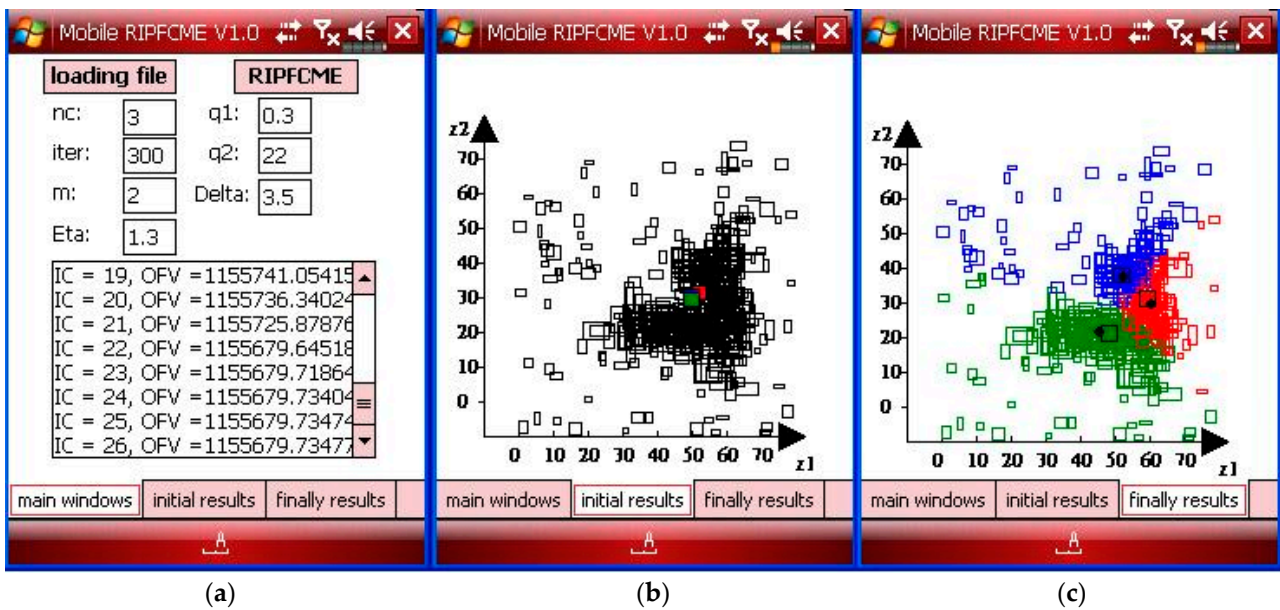 Mobile RIPFCME V1.0
loading file RIPFCME
nc: 3 q1: 0.3
iter: 300 q2: 22
m: 2 Delta: 3.5
Eta: 1.3
IC = 19, OFV =1155741.05415
IC = 20, OFV =1155736.34024
IC = 21, OFV =1155725.87876
IC = 22, OFV =1155679.64518
IC = 23, OFV =1155679.71864
IC = 24, OFV =1155679.73404
IC = 25, OFV =1155679.73474
IC = 26, OFV =1155679.73477
main windows initial results finally results
A
(a)
Mobile RIPFCME V1.0
z2
70
60
50
40
30
20
10
0
0 10 20 30 40 50 60 70
z1
main windows initial results finally results
A
(b)
Mobile RIPFCME V1.0
z2
70
60
50
40
30
20
10
0
0 10 20 30 40 50 60 70
z1
main windows initial results finally results
A
(c)